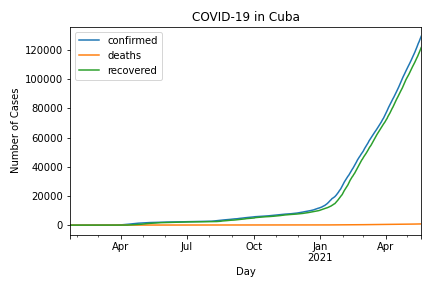 COVID-19 in Cuba
confirmed
deaths
recovered
Number of Cases
120000
100000
80000
60000
40000
20000
0
Apr
Jul
Oct
Jan
2021
Apr
Day